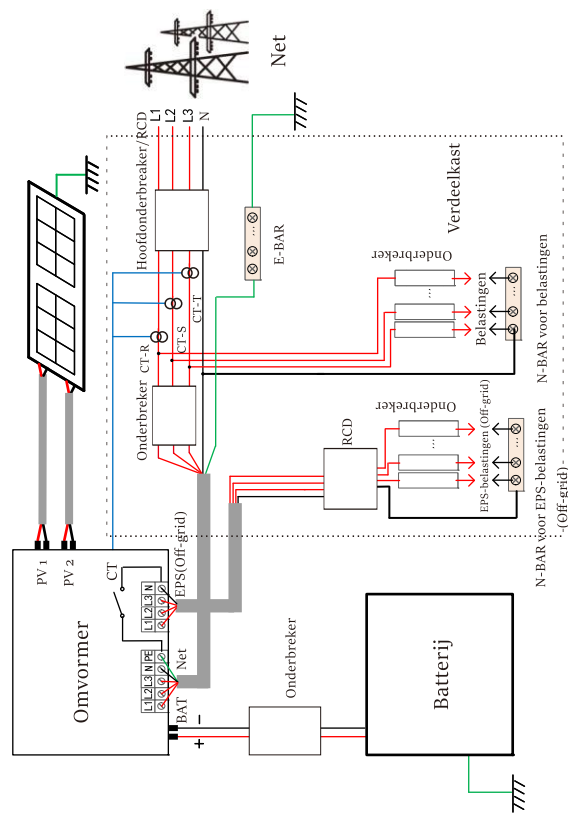 Omvormer
PV 1
PV 2
CT
L1 L2 L3 N PE
L1 L2 L3 N
BAT
Net
EPS(Off-grid)
+ -
Onderbreker
Batterij
Onderbreker
CT-R
CT-S
CT-T
Hoofdonderbreaker/RCD
L1
L2
L3
N
Net
E-BAR
...
Verdeelkast
RCD
Onderbreker
...
EPS-belastingen (Off-grid)
N-BAR voor EPS-belastingen
(Off-grid)
...
Onderbreker
...
Belastingen
N-BAR voor belastingen
...